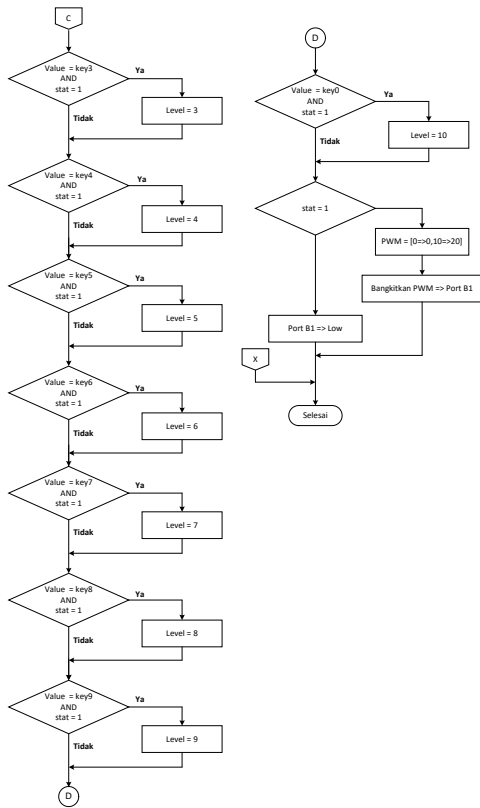 C
Value = key3
AND
stat = 1
Ya
Level = 3
Tidak
Value = key4
AND
stat = 1
Ya
Level = 4
Tidak
Value = key5
AND
stat = 1
Ya
Level = 5
Tidak
Value = key6
AND
stat = 1
Ya
Level = 6
Tidak
Value = key7
AND
stat = 1
Ya
Level = 7
Tidak
Value = key8
AND
stat = 1
Ya
Level = 8
Tidak
Value = key9
AND
stat = 1
Ya
Level = 9
Tidak
D
D
Value = key0
AND
stat = 1
Ya
Level = 10
Tidak
stat = 1
PWM = [0=>0,10=>20]
Bangkitkan PWM => Port B1
Port B1 => Low
X
Selesai